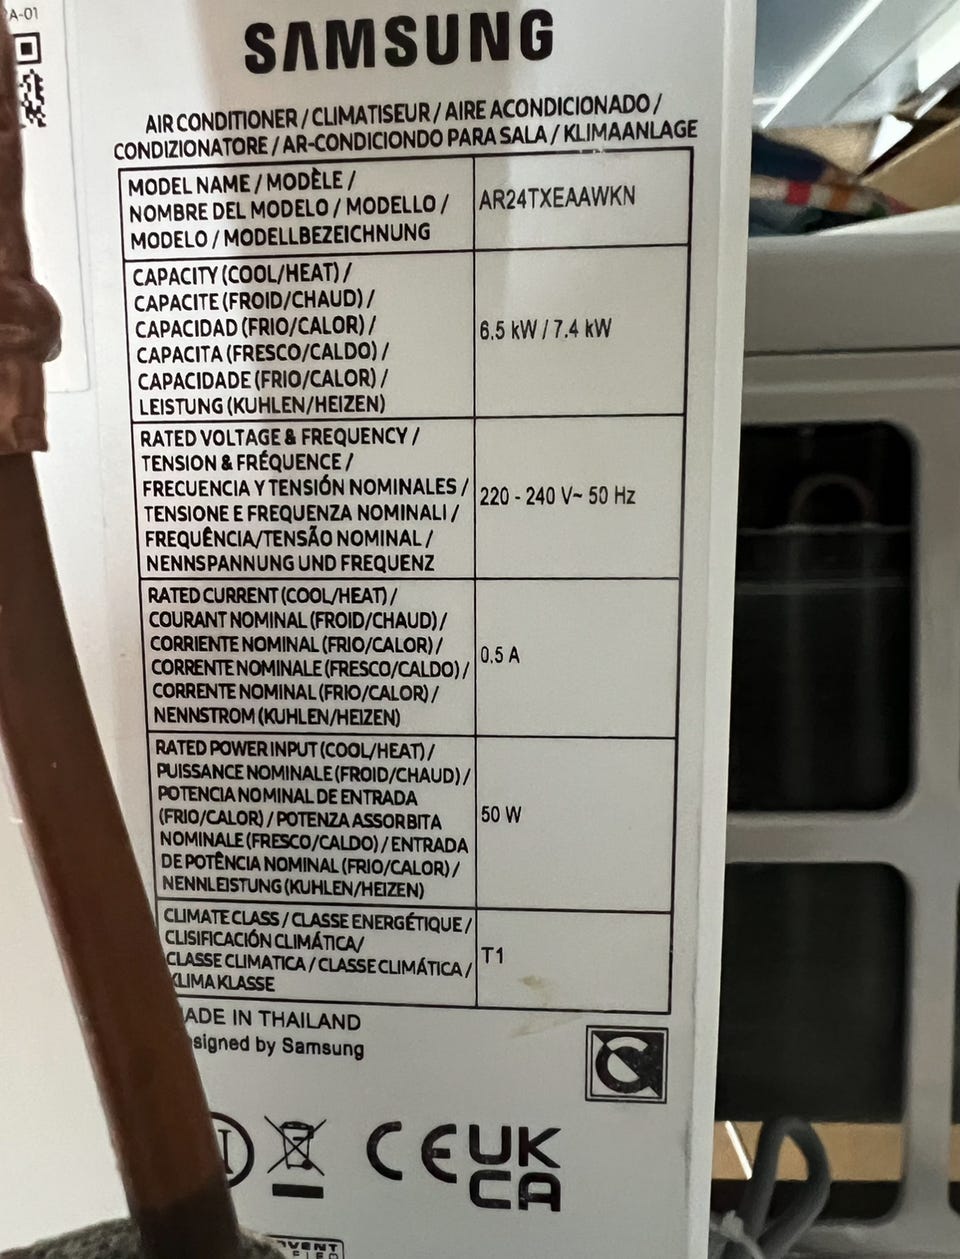 A-01
SAMSUNG
AIR CONDITIONER / CLIMATISEUR / AIRE ACONDICIONADO /
CONDIZIONATORE / AR-CONDICIONDO PARA SALA / KLIMAANLAGE
MODEL NAME / MODÈLE /
NOMBRE DEL MODELO / MODELLO /
MODELO / MODELLBEZEICHNUNG
AR24TXEAAWKN
CAPACITY (COOL/HEAT) /
CAPACITE (FROID/CHAUD) /
CAPACIDAD (FRIO/CALOR) /
CAPACITA (FRESCO/CALDO) /
CAPACIDADE (FRIO/CALOR) /
LEISTUNG (KUHLEN/HEIZEN)
6.5 kW / 7.4 kW
RATED VOLTAGE & FREQUENCY /
TENSION & FRÉQUENCE /
FRECUENCIA Y TENSIÓN NOMINALES /
TENSIONE E FREQUENZA NOMINALI /
FREQUÊNCIA/TENSÃO NOMINAL /
NENNSPANNUNG UND FREQUENZ
220 - 240 V~ 50 Hz
RATED CURRENT (COOL/HEAT) /
COURANT NOMINAL (FROID/CHAUD) /
CORRIENTE NOMINAL (FRIO/CALOR) /
CORRENTE NOMINALE (FRESCO/CALDO) /
CORRENTE NOMINAL (FRIO/CALOR) /
NENNSTROM (KUHLEN/HEIZEN)
0.5 A
RATED POWER INPUT (COOL/HEAT) /
PUISSANCE NOMINALE (FROID/CHAUD) /
POTENCIA NOMINAL DE ENTRADA
(FRIO/CALOR) / POTENZA ASSORBITA
NOMINALE (FRESCO/CALDO) / ENTRADA
DE POTÊNCIA NOMINAL (FRIO/CALOR) /
NENNLEISTUNG (KUHLEN/HEIZEN)
50 W
CLIMATE CLASS / CLASSE ENERGÉTIQUE /
CLISIFICACIÓN CLIMÁTICA/
CLASSE CLIMATICA / CLASSE CLIMÁTICA /
KLIMA KLASSE
T1
MADE IN THAILAND
signed by Samsung
CE UK
CA